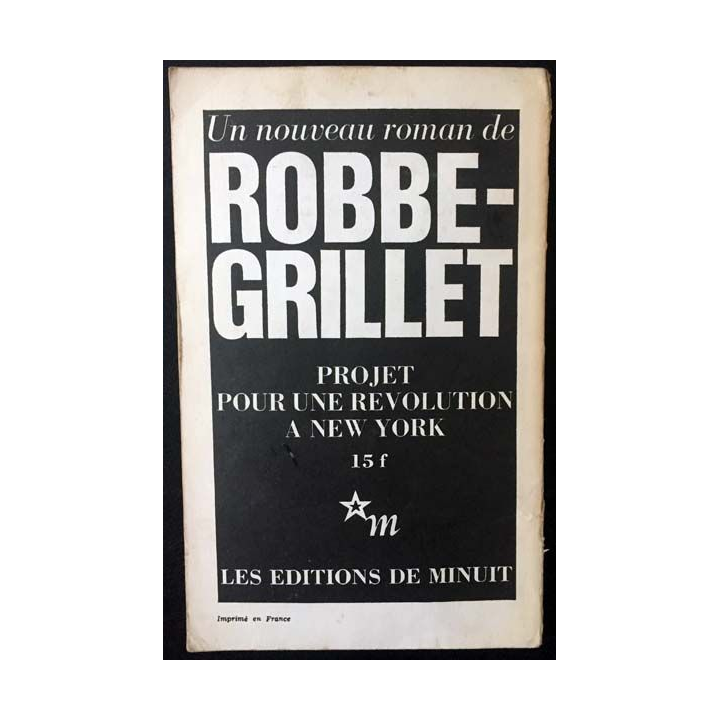 Un nouveau roman de
ROBBE-
GRILLET
PROJET
POUR UNE REVOLUTION
A NEW YORK
15 f
m
LES EDITIONS DE MINUIT
Imprimé en France